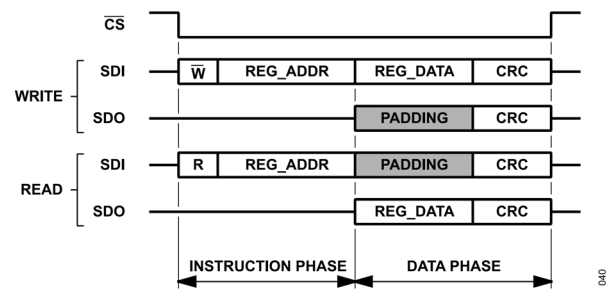 C̅S̅
SDI W̅ REG_ADDR REG_DATA CRC
WRITE
SDO PADDING CRC
SDI R REG_ADDR PADDING CRC
READ
SDO REG_DATA CRC
INSTRUCTION PHASE DATA PHASE
040